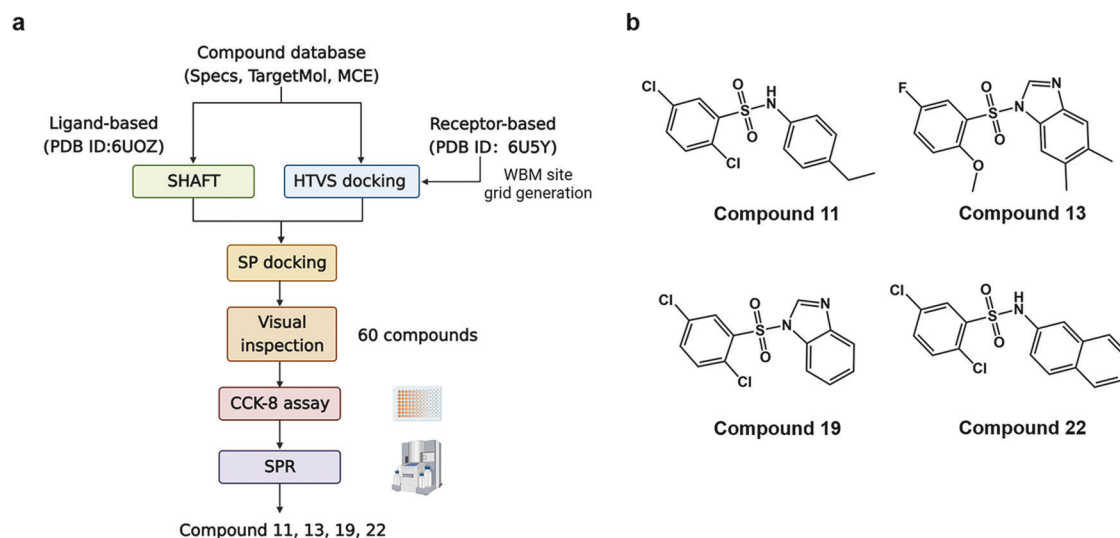 a
Compound database
(Specs, TargetMol, MCE)
Ligand-based
(PDB ID:6UOZ)
Receptor-based
(PDB ID: 6U5Y)
SHAFT
HTVS docking
WBM site
grid generation
SP docking
Visual
inspection
60 compounds
CCK-8 assay
SPR
Compound 11, 13, 19, 22
b
Cl
O
S
O
H
N
Cl
Compound 11
F
O
S
O
N
N
O
Compound 13
Cl
O
S
O
N
N
Cl
Compound 19
Cl
O
S
O
H
N
Cl
Compound 22